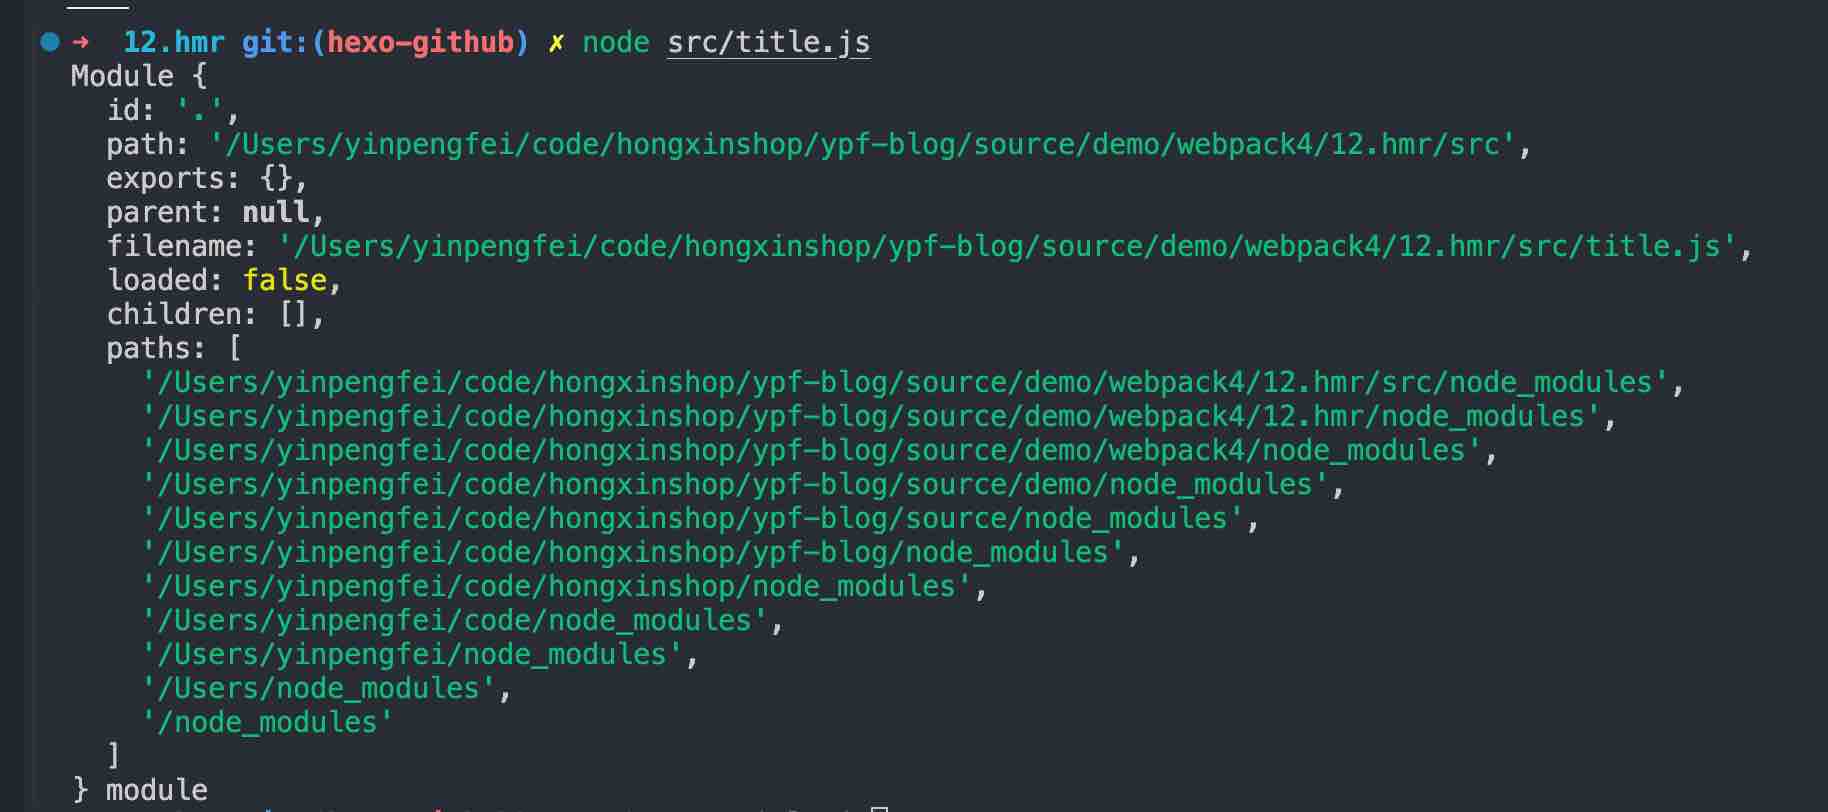 ➜ 12.hmr git:(hexo-github) ✗ node src/title.js
Module {
  id: '.',
  path: '/Users/yinpengfei/code/hongxinshop/ypf-blog/source/demo/webpack4/12.hmr/src',
  exports: {},
  parent: null,
  filename: '/Users/yinpengfei/code/hongxinshop/ypf-blog/source/demo/webpack4/12.hmr/src/title.js',
  loaded: false,
  children: [],
  paths: [
    '/Users/yinpengfei/code/hongxinshop/ypf-blog/source/demo/webpack4/12.hmr/src/node_modules',
    '/Users/yinpengfei/code/hongxinshop/ypf-blog/source/demo/webpack4/12.hmr/node_modules',
    '/Users/yinpengfei/code/hongxinshop/ypf-blog/source/demo/webpack4/node_modules',
    '/Users/yinpengfei/code/hongxinshop/ypf-blog/source/demo/node_modules',
    '/Users/yinpengfei/code/hongxinshop/ypf-blog/source/node_modules',
    '/Users/yinpengfei/code/hongxinshop/ypf-blog/node_modules',
    '/Users/yinpengfei/code/hongxinshop/node_modules',
    '/Users/yinpengfei/code/node_modules',
    '/Users/yinpengfei/node_modules',
    '/Users/node_modules',
    '/node_modules'
  ]
} module